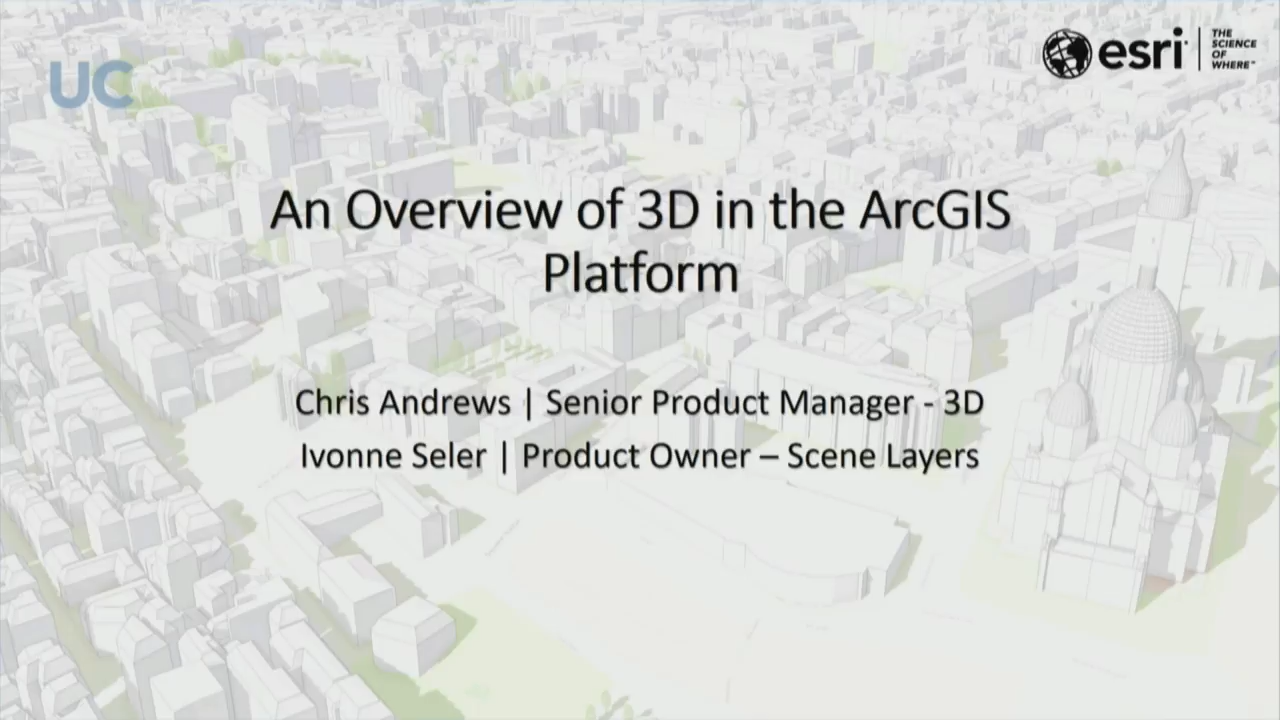 UC
esri
THE
SCIENCE
OF
WHERE™
An Overview of 3D in the ArcGIS
Platform
Chris Andrews | Senior Product Manager - 3D
Ivonne Seler | Product Owner – Scene Layers